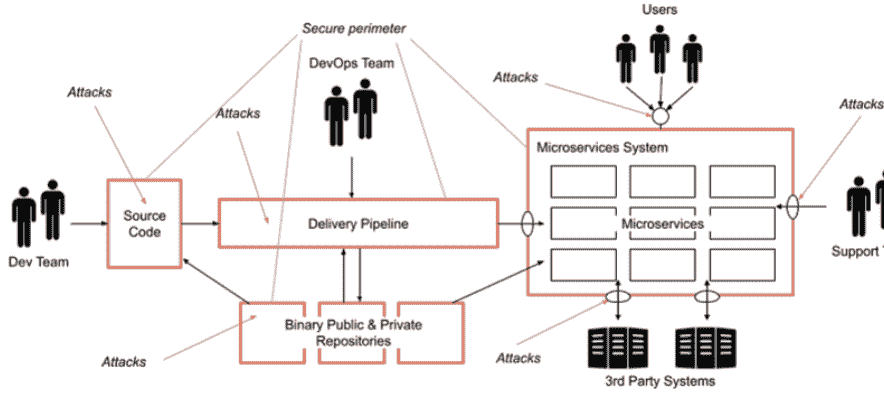 Users
Secure perimeter
DevOps Team
Attacks
Attacks
Attacks
Attacks
Microservices System
Source
Code
Delivery Pipeline
Microservices
Dev Team
Support T
Binary Public & Private
Repositories
Attacks
Attacks
3rd Party Systems